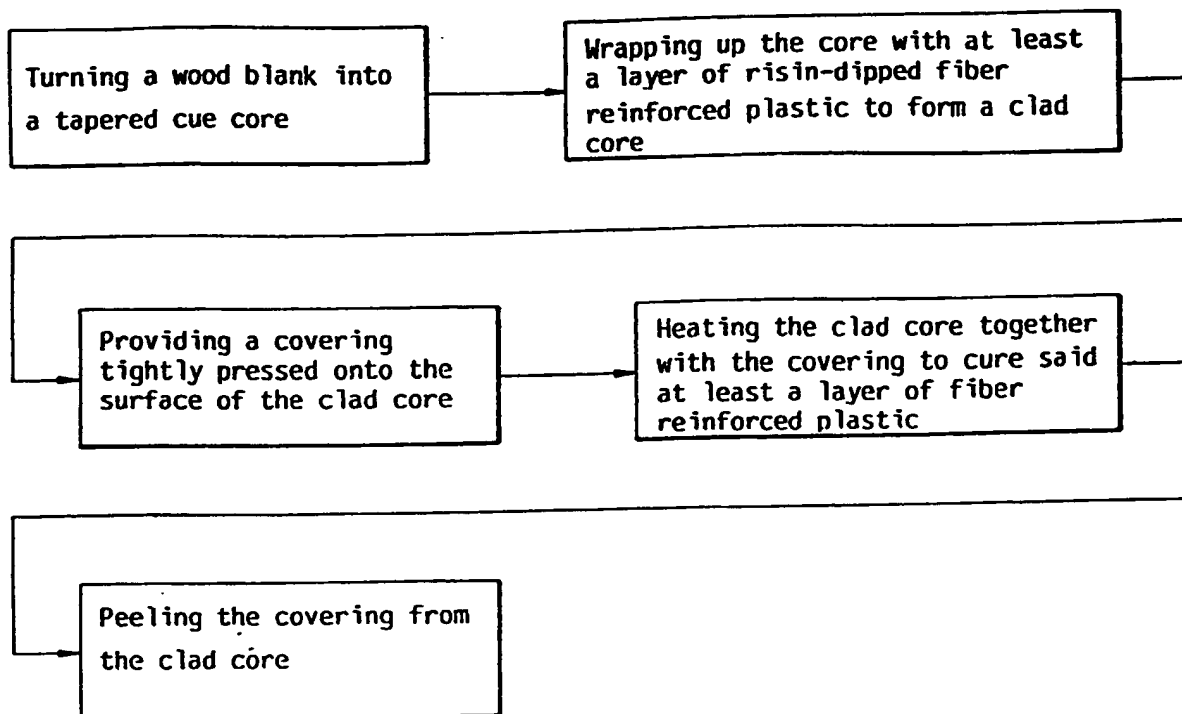 Turning a wood blank into
a tapered cue core
Wrapping up the core with at least
a layer of risin-dipped fiber
reinforced plastic to form a clad
core
Providing a covering
tightly pressed onto the
surface of the clad core
Heating the clad core together
with the covering to cure said
at least a layer of fiber
reinforced plastic
Peeling the covering from
the clad core